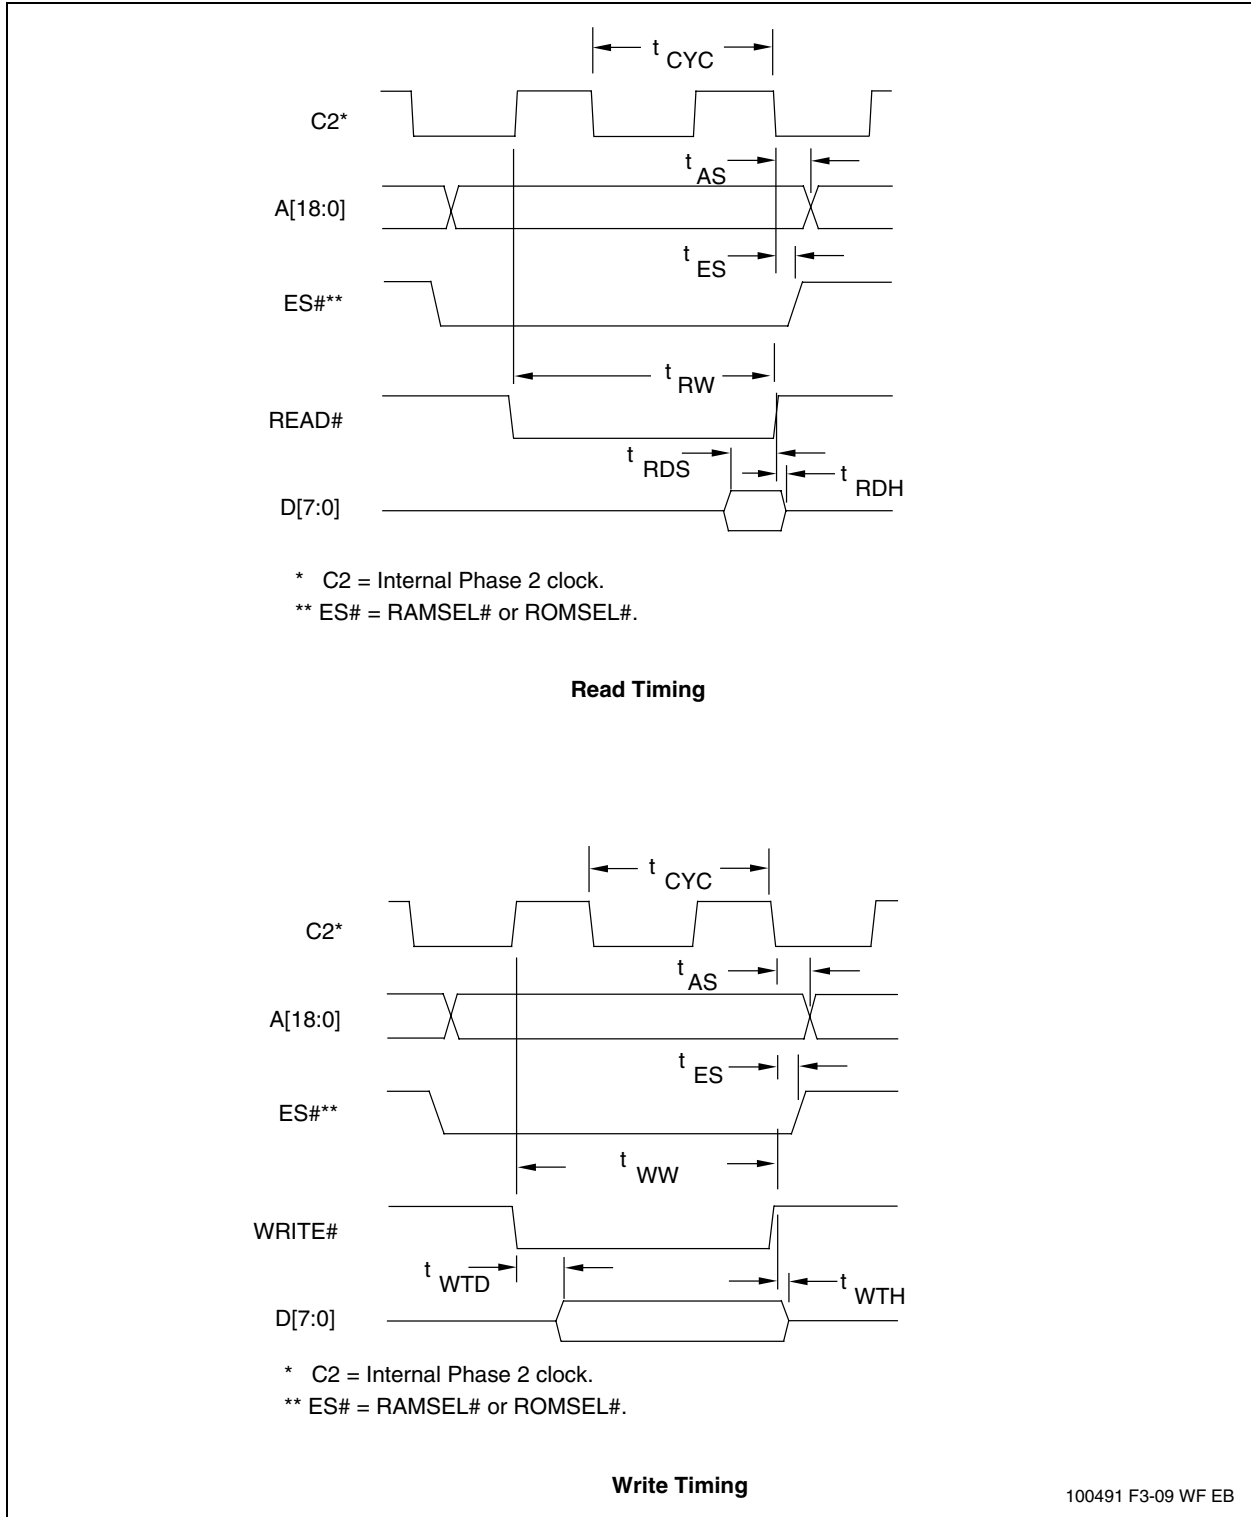 t CYC
C2*
t AS
A[18:0]
t ES
ES#**
t RW
READ#
t RDS
t RDH
D[7:0]
* C2 = Internal Phase 2 clock.
** ES# = RAMSEL# or ROMSEL#.
Read Timing
t CYC
C2*
t AS
A[18:0]
t ES
ES#**
t WW
WRITE#
t WTD
t WTH
D[7:0]
* C2 = Internal Phase 2 clock.
** ES# = RAMSEL# or ROMSEL#.
Write Timing
100491 F3-09 WF EB